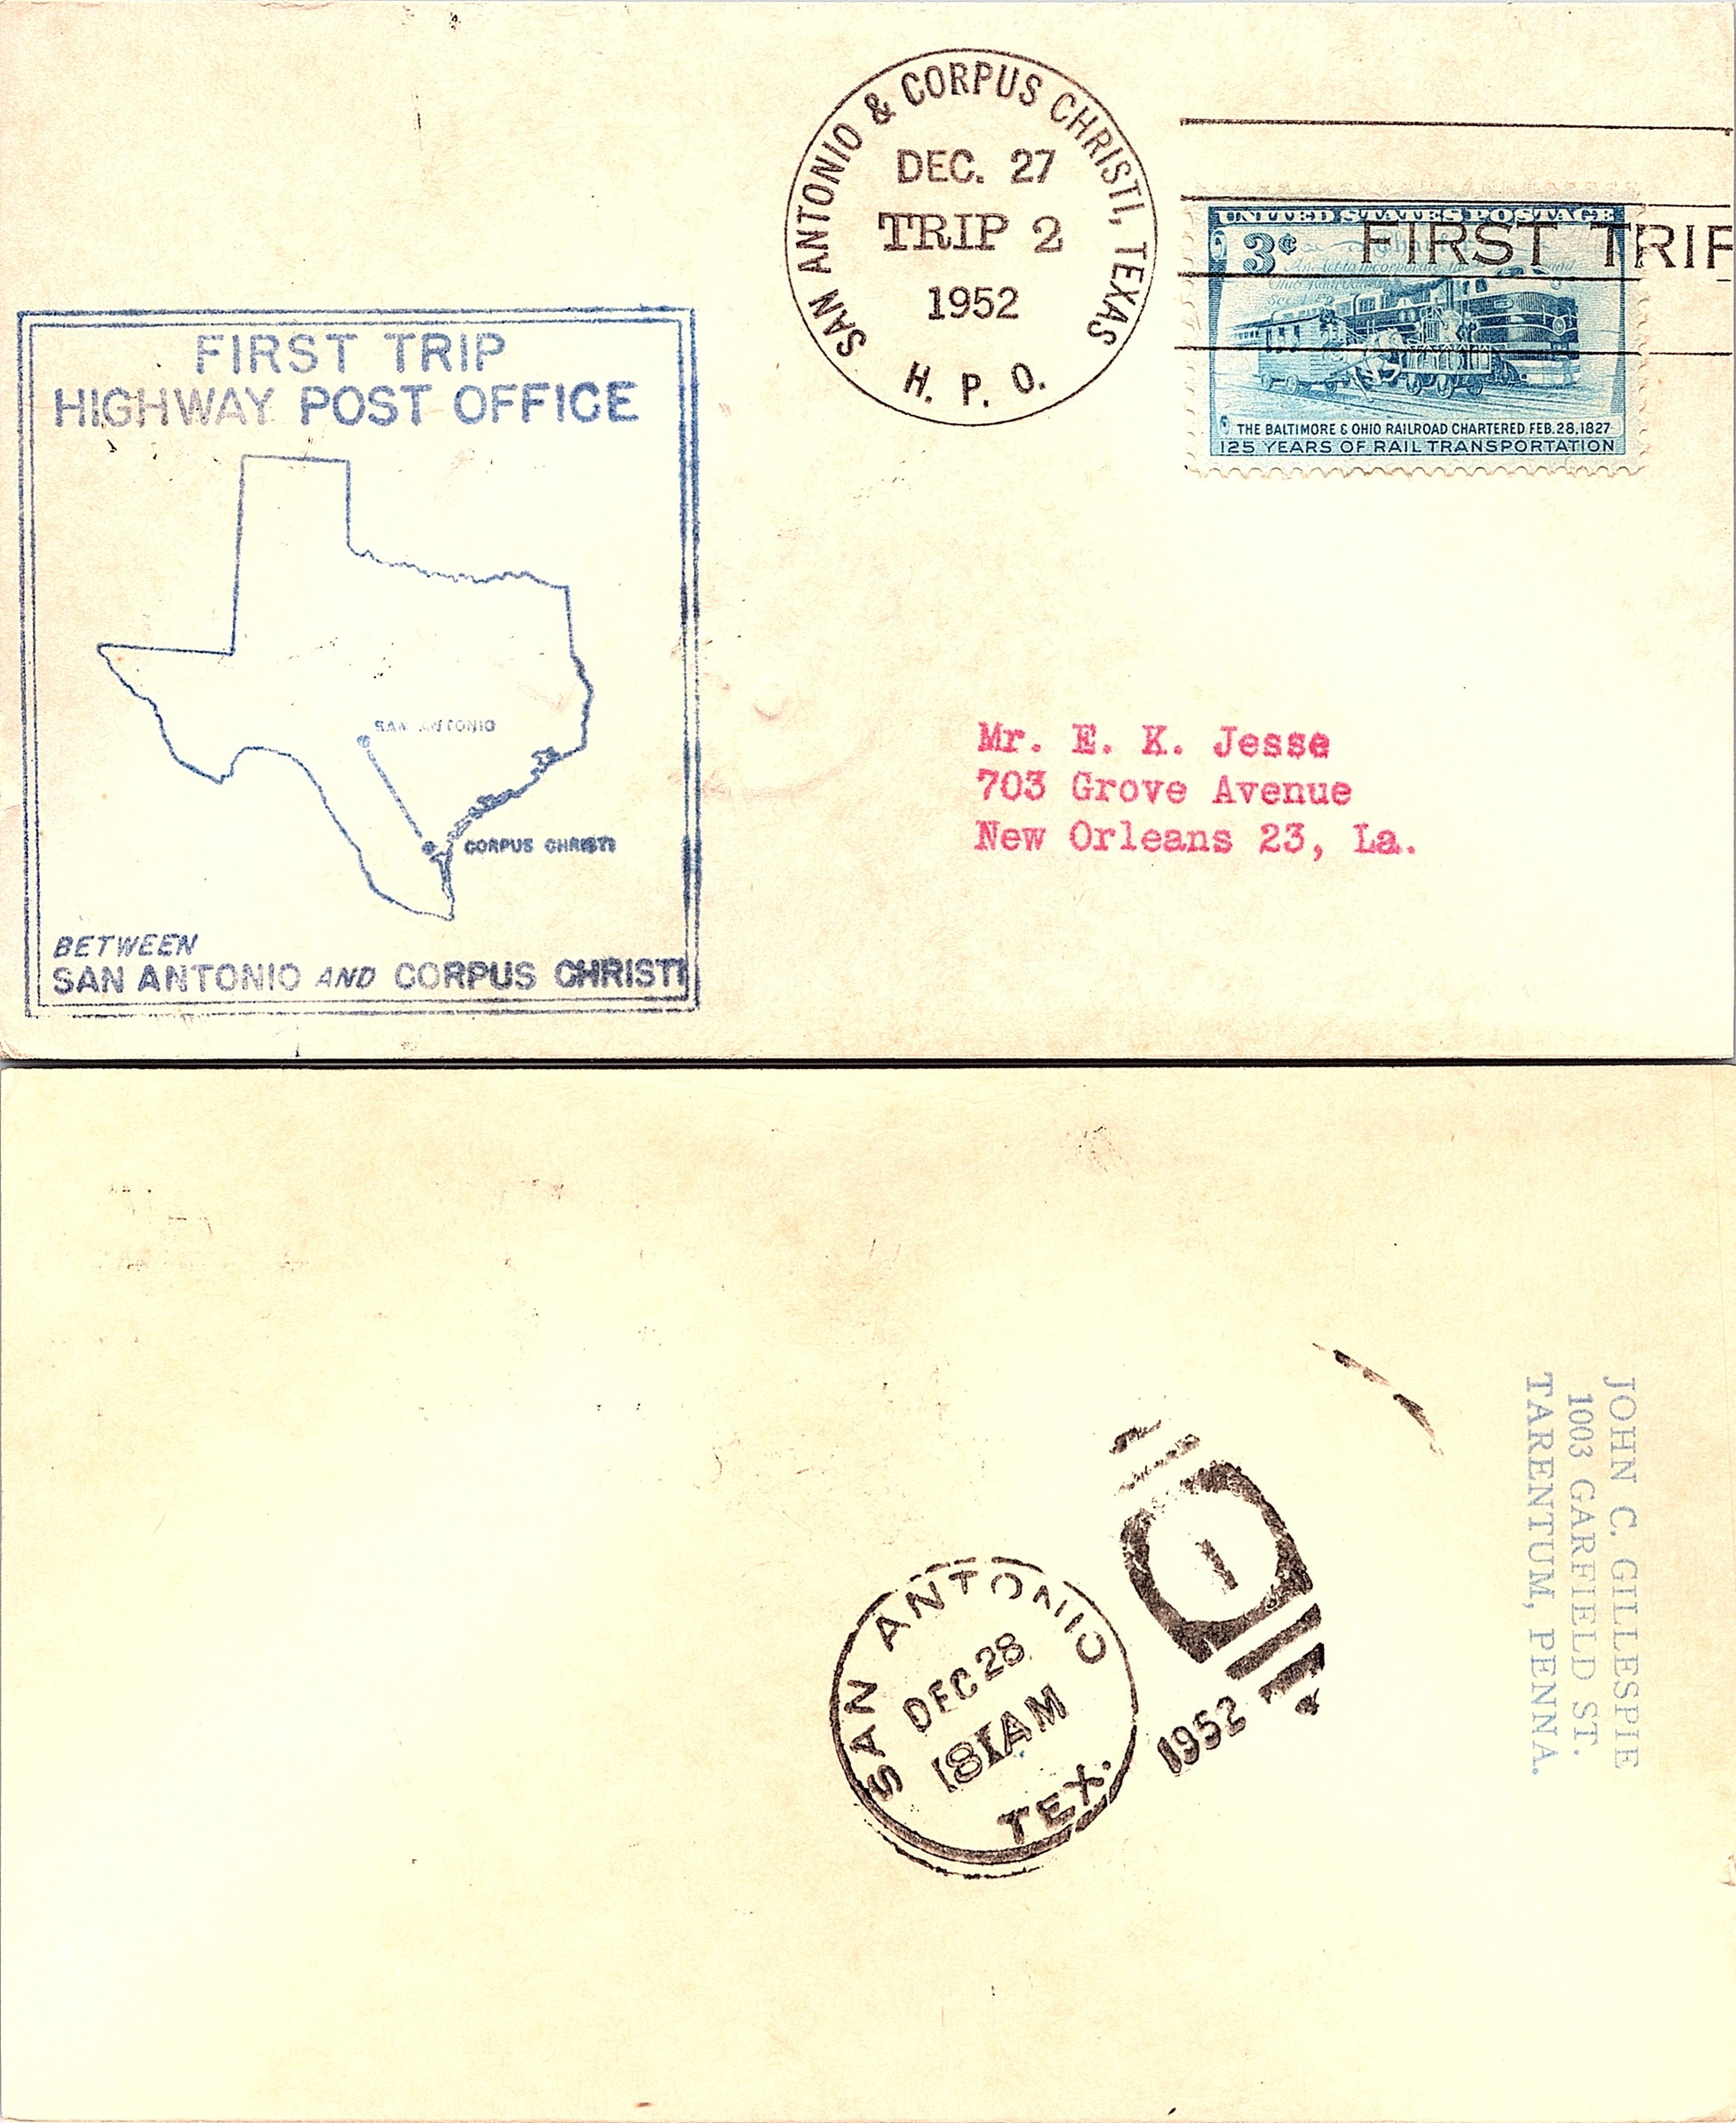 SAN ANTONIO & CORPUS CHRISTI, TEXAS
DEC. 27
TRIP 2
1952
H. P. O.
FIRST TRIP
UNITED STATES POSTAGE
3¢
THE BALTIMORE & OHIO RAILROAD CHARTERED FEB. 28, 1827
125 YEARS OF RAIL TRANSPORTATION
FIRST TRIP
HIGHWAY POST OFFICE
SAN ANTONIO
CORPUS CHRISTI
BETWEEN
SAN ANTONIO AND CORPUS CHRISTI
Mr. E. K. Jesse
703 Grove Avenue
New Orleans 23, La.
SAN ANTONIO
DEC 28
AM
TEX.
1
1952
JOHN C. GILLESPIE
1003 GARFIELD ST.
TARENTUM, PENNA.